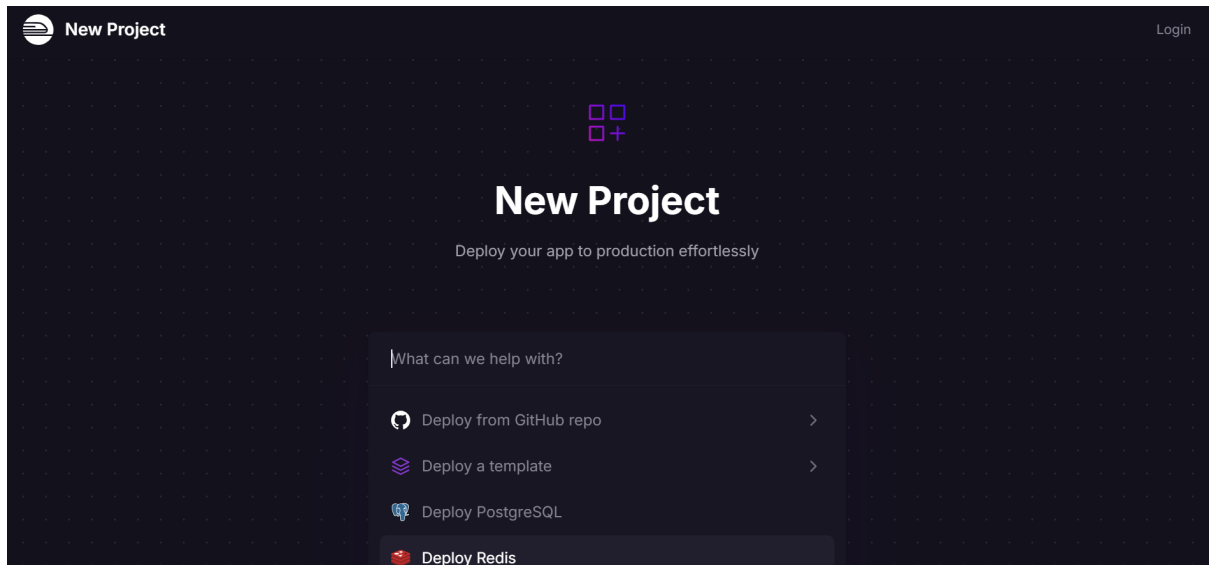 New Project
Login
New Project
Deploy your app to production effortlessly
What can we help with?
Deploy from GitHub repo
Deploy a template
Deploy PostgreSQL
Deploy Redis